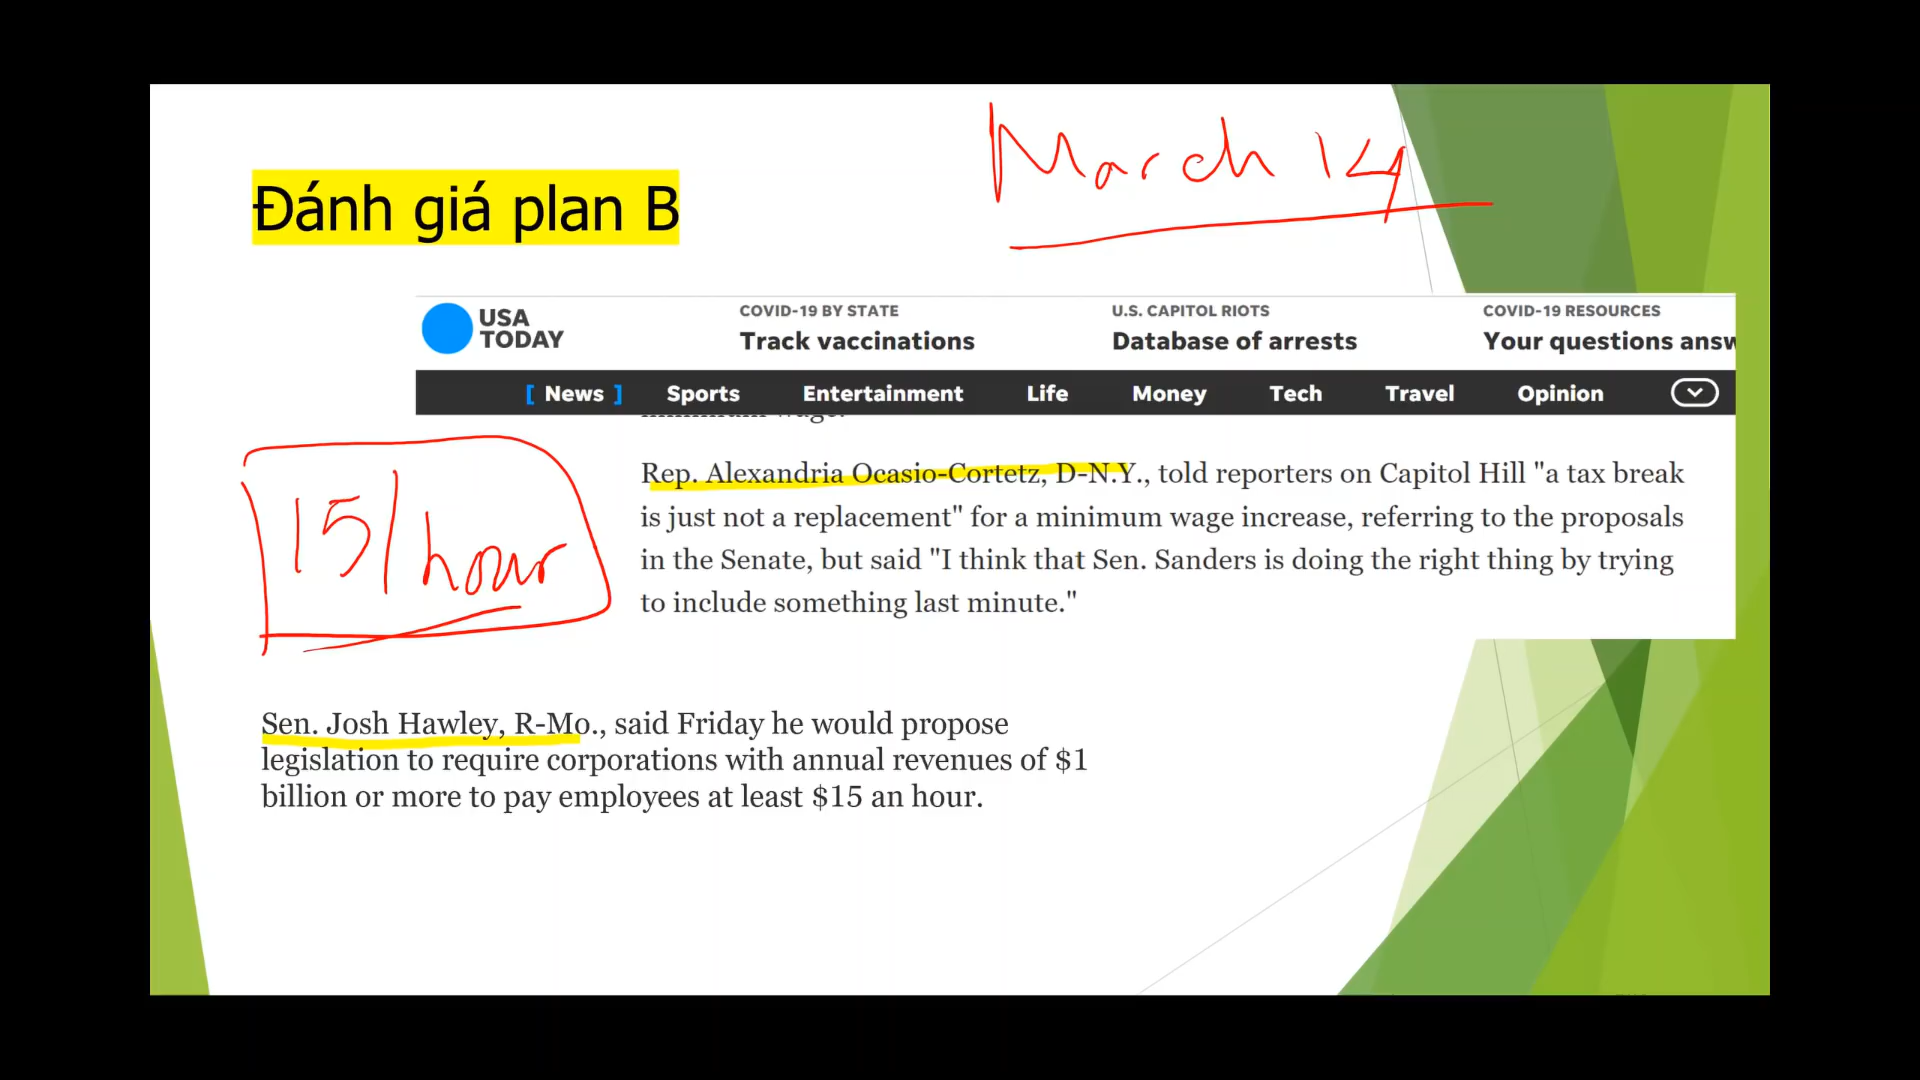 March 14
Đánh giá plan B
USA
TODAY
COVID-19 BY STATE
Track vaccinations
U.S. CAPITOL RIOTS
Database of arrests
COVID-19 RESOURCES
Your questions answ
[ News ] Sports Entertainment Life Money Tech Travel Opinion
minimum wage.
15/hour
Rep. Alexandria Ocasio-Cortetz, D-N.Y., told reporters on Capitol Hill "a tax break
is just not a replacement" for a minimum wage increase, referring to the proposals
in the Senate, but said "I think that Sen. Sanders is doing the right thing by trying
to include something last minute."
Sen. Josh Hawley, R-Mo., said Friday he would propose
legislation to require corporations with annual revenues of $1
billion or more to pay employees at least $15 an hour.